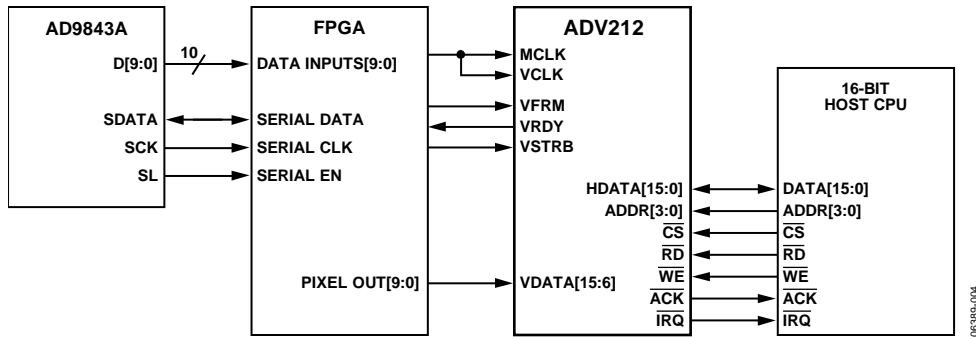 AD9843A
D[9:0]
10
SDATA
SCK
SL
FPGA
DATA INPUTS[9:0]
SERIAL DATA
SERIAL CLK
SERIAL EN
PIXEL OUT[9:0]
ADV212
MCLK
VCLK
VFRM
VRDY
VSTRB
HDATA[15:0]
ADDR[3:0]
CS
RD
WE
ACK
IRQ
VDATA[15:6]
16-BIT
HOST CPU
DATA[15:0]
ADDR[3:0]
CS
RD
WE
ACK
IRQ
06389-004